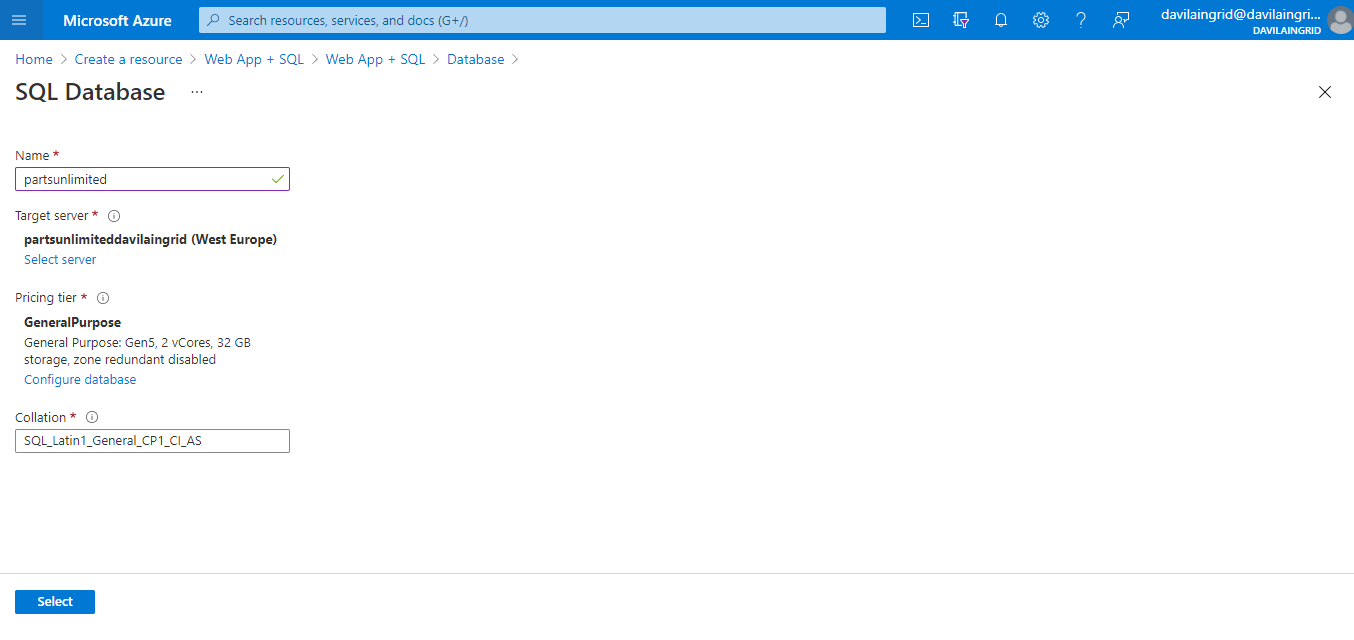 Microsoft Azure
Search resources, services, and docs (G+/)
davilaingrid@davilaingri...
DAVILAINGRID
Home > Create a resource > Web App + SQL > Web App + SQL > Database >
SQL Database ...
Name *
partsunlimited
Target server *
partsunlimiteddavilaingrid (West Europe)
Select server
Pricing tier *
GeneralPurpose
General Purpose: Gen5, 2 vCores, 32 GB
storage, zone redundant disabled
Configure database
Collation *
SQL_Latin1_General_CP1_CI_AS
Select